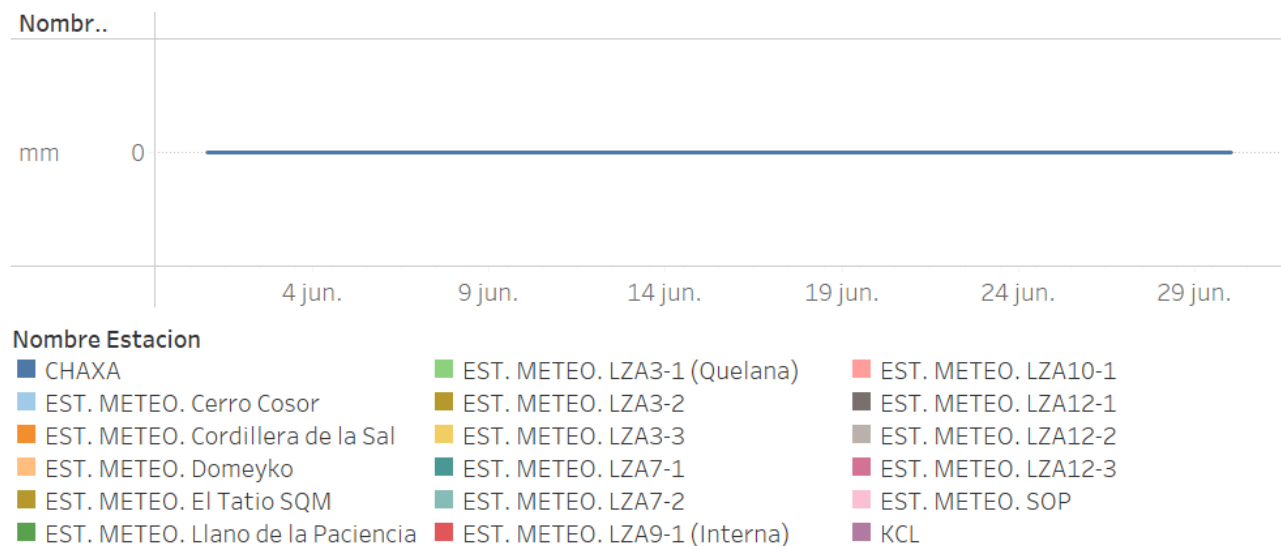 Nombr..
mm 0
4 jun. 9 jun. 14 jun. 19 jun. 24 jun. 29 jun.
Nombre Estacion
CHAXA EST. METEO. LZA3-1 (Quelana) EST. METEO. LZA10-1
EST. METEO. Cerro Cosor EST. METEO. LZA3-2 EST. METEO. LZA12-1
EST. METEO. Cordillera de la Sal EST. METEO. LZA3-3 EST. METEO. LZA12-2
EST. METEO. Domeyko EST. METEO. LZA7-1 EST. METEO. LZA12-3
EST. METEO. El Tatio SQM EST. METEO. LZA7-2 EST. METEO. SOP
EST. METEO. Llano de la Paciencia EST. METEO. LZA9-1 (Interna) KCL